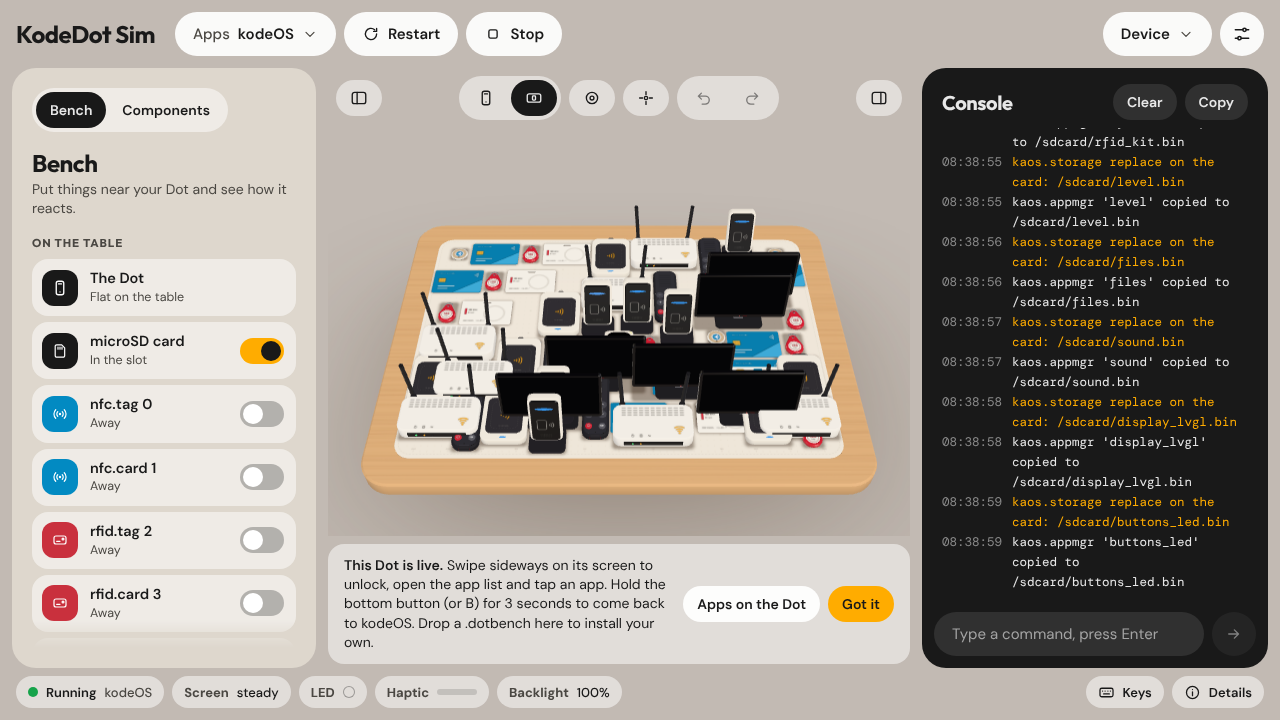 KodeDot Sim
Apps kodeOS
Restart
Stop
Device
Bench
Components
Bench
Put things near your Dot and see how it
reacts.
ON THE TABLE
The Dot
Flat on the table
microSD card
In the slot
nfc.tag 0
Away
nfc.card 1
Away
rfid.tag 2
Away
rfid.card 3
Away
This Dot is live. Swipe sideways on its screen to
unlock, open the app list and tap an app. Hold the
bottom button (or B) for 3 seconds to come back
to kodeOS. Drop a .dotbench here to install your
own.
Apps on the Dot
Got it
Console
Clear
Copy
to /sdcard/rfid_kit.bin
08:38:55 kaos.storage replace on the
card: /sdcard/level.bin
08:38:55 kaos.appmgr 'level' copied to
/sdcard/level.bin
08:38:56 kaos.storage replace on the
card: /sdcard/files.bin
08:38:56 kaos.appmgr 'files' copied to
/sdcard/files.bin
08:38:57 kaos.storage replace on the
card: /sdcard/sound.bin
08:38:57 kaos.appmgr 'sound' copied to
/sdcard/sound.bin
08:38:58 kaos.storage replace on the
card: /sdcard/display_lvgl.bin
08:38:58 kaos.appmgr 'display_lvgl'
copied to
/sdcard/display_lvgl.bin
08:38:59 kaos.storage replace on the
card: /sdcard/buttons_led.bin
08:38:59 kaos.appmgr 'buttons_led'
copied to
/sdcard/buttons_led.bin
Type a command, press Enter
Running kodeOS
Screen steady
LED
Haptic
Backlight 100%
Keys
Details